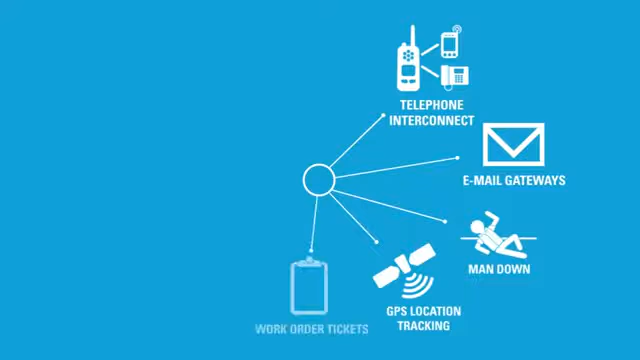 TELEPHONE
INTERCONNECT
E-MAIL GATEWAYS
MAN DOWN
GPS LOCATION
TRACKING
WORK ORDER TICKETS